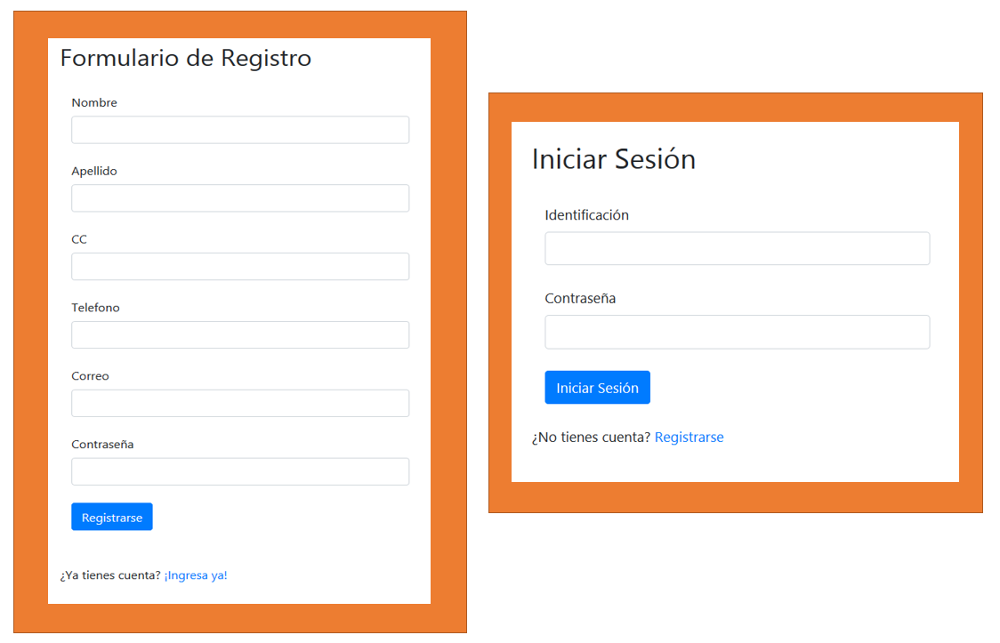 Formulario de Registro
Nombre
Apellido
CC
Telefono
Correo
Contraseña
Registrarse
¿Ya tienes cuenta? ¡Ingresa ya!
Iniciar Sesión
Identificación
Contraseña
Iniciar Sesión
¿No tienes cuenta? Registrarse